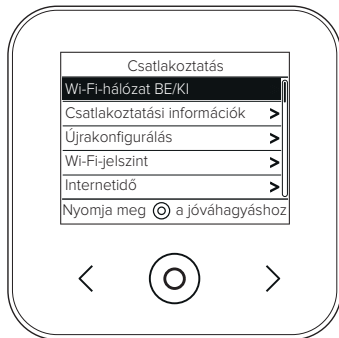 Csatlakoztatás
Wi-Fi-hálózat BE/KI
Csatlakoztatási információk >
Újrakonfigurálás >
Wi-Fi-jelszint >
Internetidő >
Nyomja meg ◎ a jóváhagyáshoz